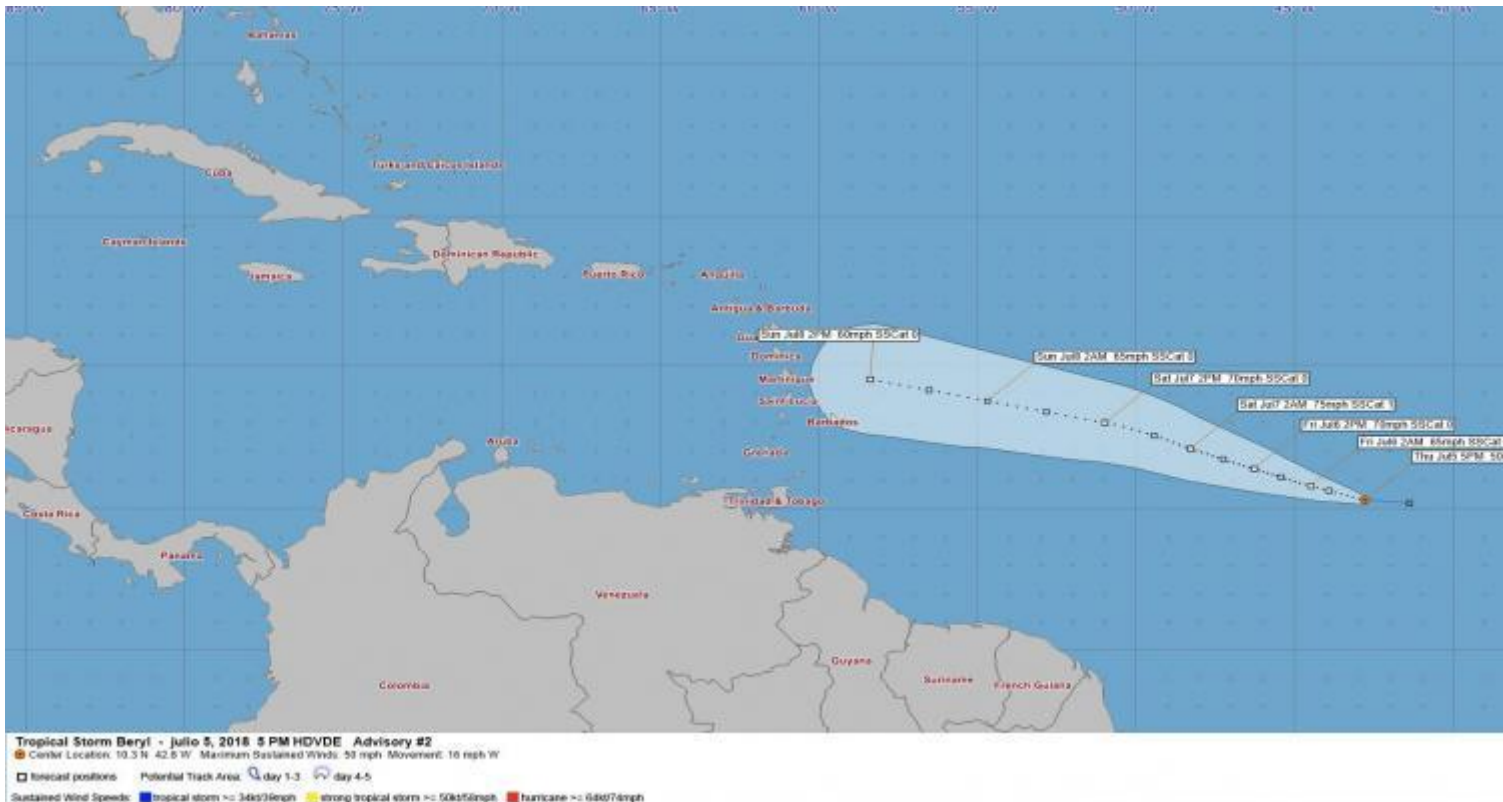 Bahamas
Turks and Caicos Islands
Cuba
Cayman Islands
Jamaica
Dominican Republic
Puerto Rico
Anguilla
Antigua & Barbuda
Sun Jul8 2PM 60mph SSCat 0
Dominica
Sun Jul8 2AM 65mph SSCat 0
Martinique
Sat Jul7 2PM 70mph SSCat 0
Saint Lucia
Sat Jul7 2AM 75mph SSCat 1
Barbados
Fri Jul6 2PM 70mph SSCat 0
Aruba
Fri Jul6 2AM 65mph SSCat
Grenada
Thu Jul5 5PM 50
Trinidad & Tobago
Costa Rica
Panama
Venezuela
Guyana
Colombia
Suriname
French Guiana
Tropical Storm Beryl - julio 5, 2018 5 PM HDVDE Advisory #2
Center Location: 10.3 N 42.8 W Maximum Sustained Winds: 50 mph Movement: 16 mph W
forecast positions Potential Track Area: day 1-3 day 4-5
Sustained Wind Speeds: tropical storm >= 34kt/39mph strong tropical storm >= 50kt/58mph hurricane >= 64kt/74mph